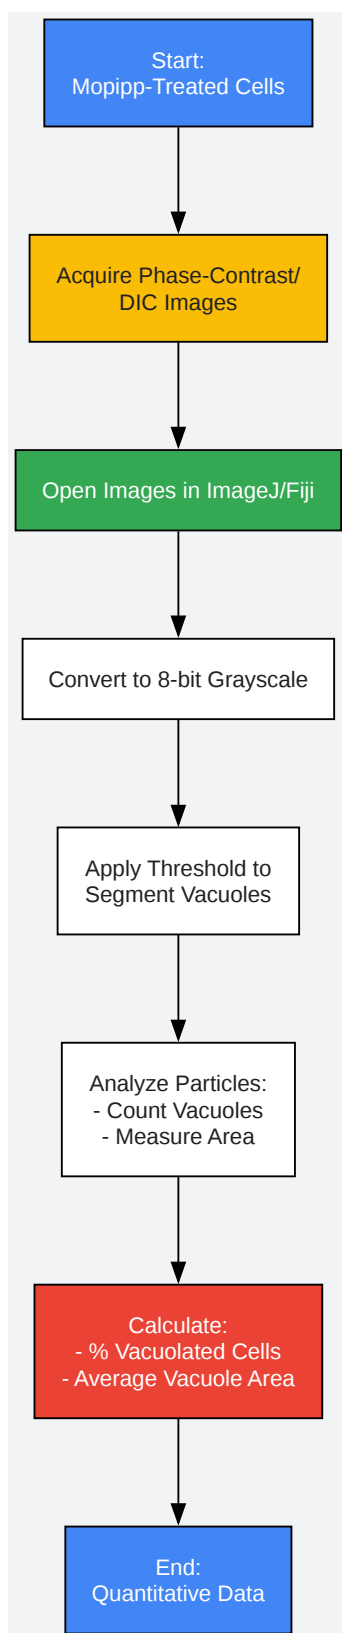 Start:
Mopipp-Treated Cells
Acquire Phase-Contrast/
DIC Images
Open Images in ImageJ/Fiji
Convert to 8-bit Grayscale
Apply Threshold to
Segment Vacuoles
Analyze Particles:
- Count Vacuoles
- Measure Area
Calculate:
- % Vacuolated Cells
- Average Vacuole Area
End:
Quantitative Data